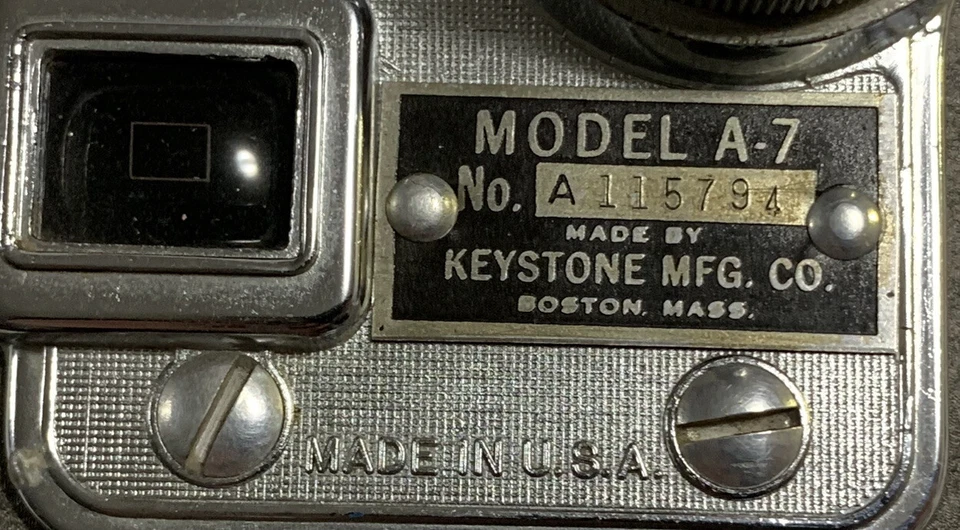 MODEL A-7
No. A 115794
MADE BY
KEYSTONE MFG. CO.
BOSTON, MASS.
MADE IN U.S.A.